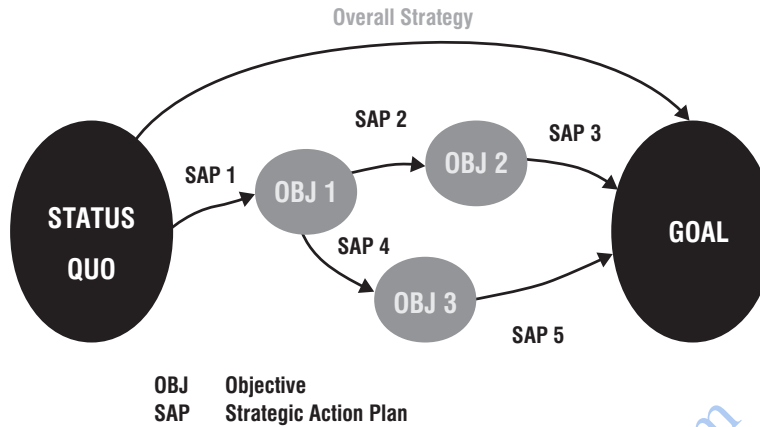 Overall Strategy
SAP 2
SAP 3
SAP 1
OBJ 2
OBJ 1
STATUS
QUO
GOAL
SAP 4
OBJ 3
SAP 5
OBJ Objective
SAP Strategic Action Plan